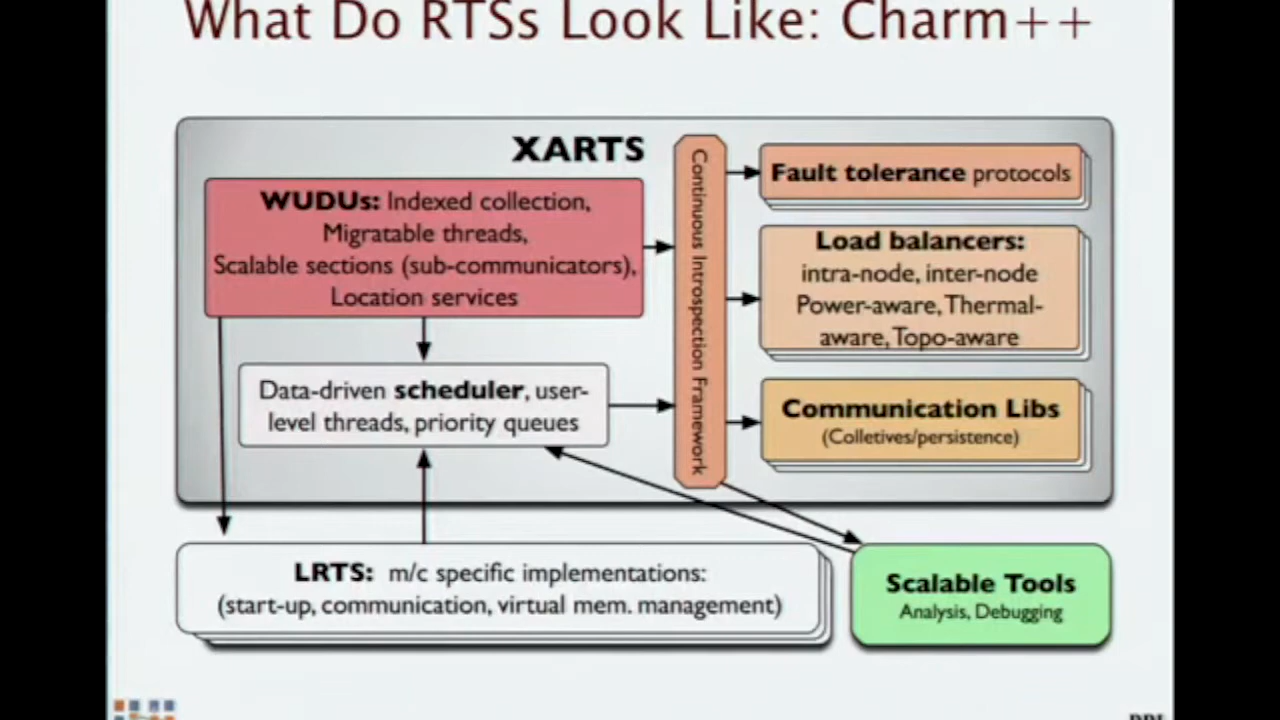 What Do RTSs Look Like: Charm++
XARTS
WUDUs: Indexed collection,
Migratable threads,
Scalable sections (sub-communicators),
Location services
Data-driven scheduler, user-
level threads, priority queues
Continuous Introspection Framework
Fault tolerance protocols
Load balancers:
intra-node, inter-node
Power-aware, Thermal-
aware, Topo-aware
Communication Libs
(Colletives/persistence)
LRTS: m/c specific implementations:
(start-up, communication, virtual mem. management)
Scalable Tools
Analysis, Debugging